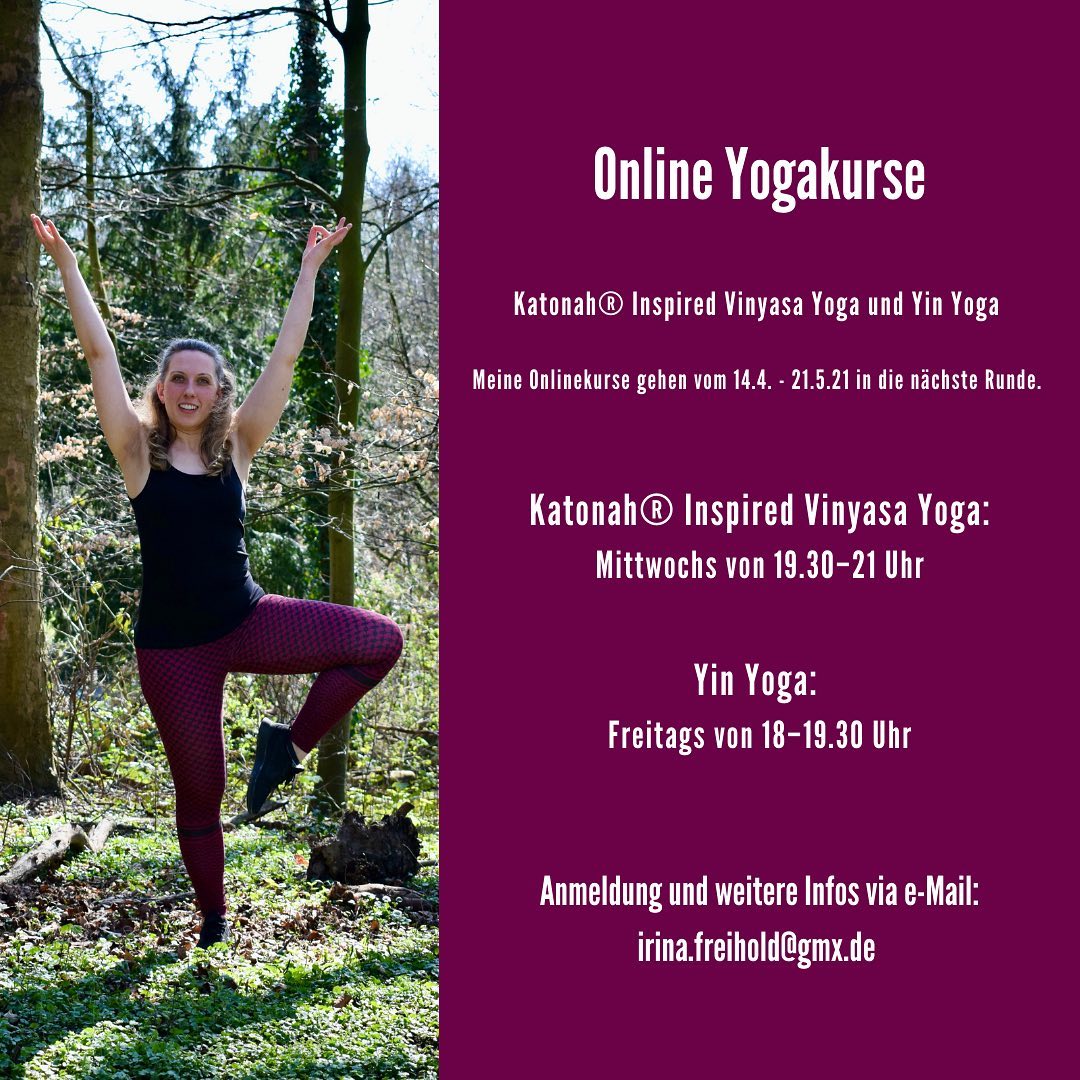 Online Yogakurse
Katonah® Inspired Vinyasa Yoga und Yin Yoga
Meine Onlinekurse gehen vom 14.4. - 21.5.21 in die nächste Runde.
Katonah® Inspired Vinyasa Yoga:
Mittwochs von 19.30–21 Uhr
Yin Yoga:
Freitags von 18–19.30 Uhr
Anmeldung und weitere Infos via e-Mail:
irina.freihold@gmx.de